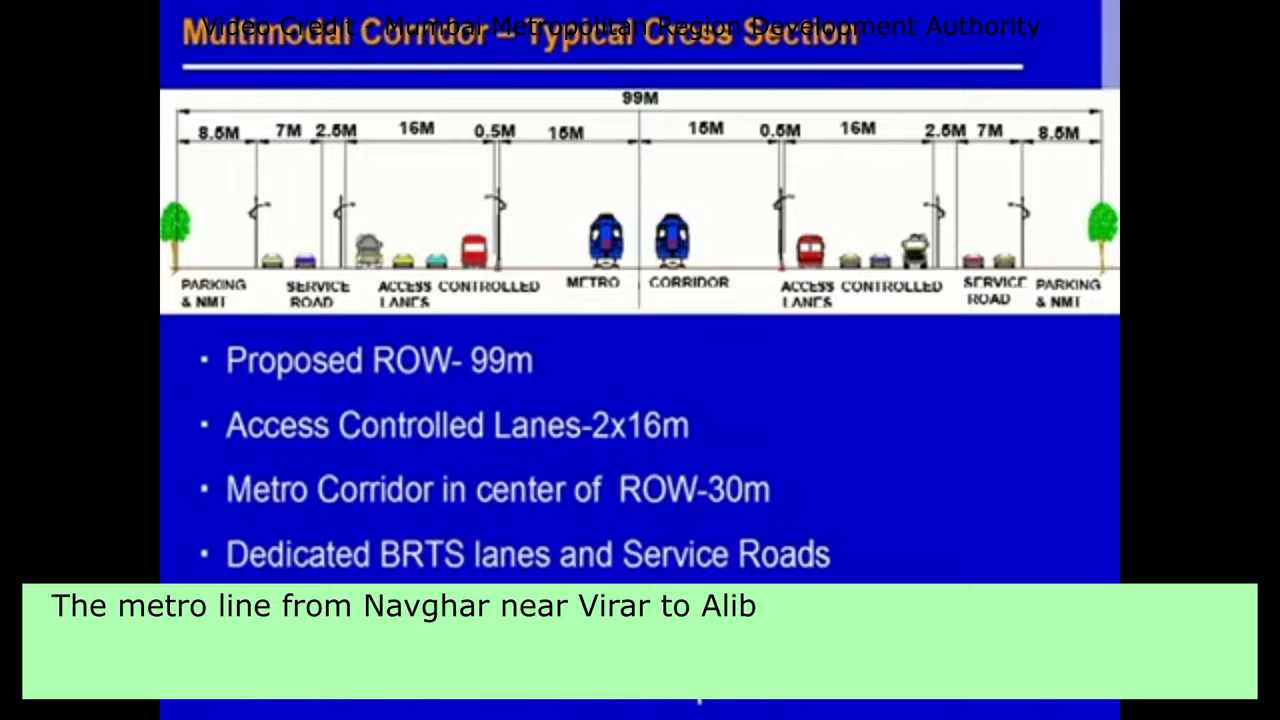 Video Credit - Mumbai Metropolitan Region Development Authority
Multimodal Corridor – Typical Cross Section
99M
8.5M 7M 2.5M 16M 0.5M 15M 15M 0.5M 16M 2.5M 7M 8.5M
PARKING & NMT
SERVICE ROAD
ACCESS CONTROLLED LANES
METRO CORRIDOR
ACCESS CONTROLLED LANES
SERVICE ROAD
PARKING & NMT
· Proposed ROW- 99m
· Access Controlled Lanes-2x16m
· Metro Corridor in center of ROW-30m
· Dedicated BRTS lanes and Service Roads
The metro line from Navghar near Virar to Alib